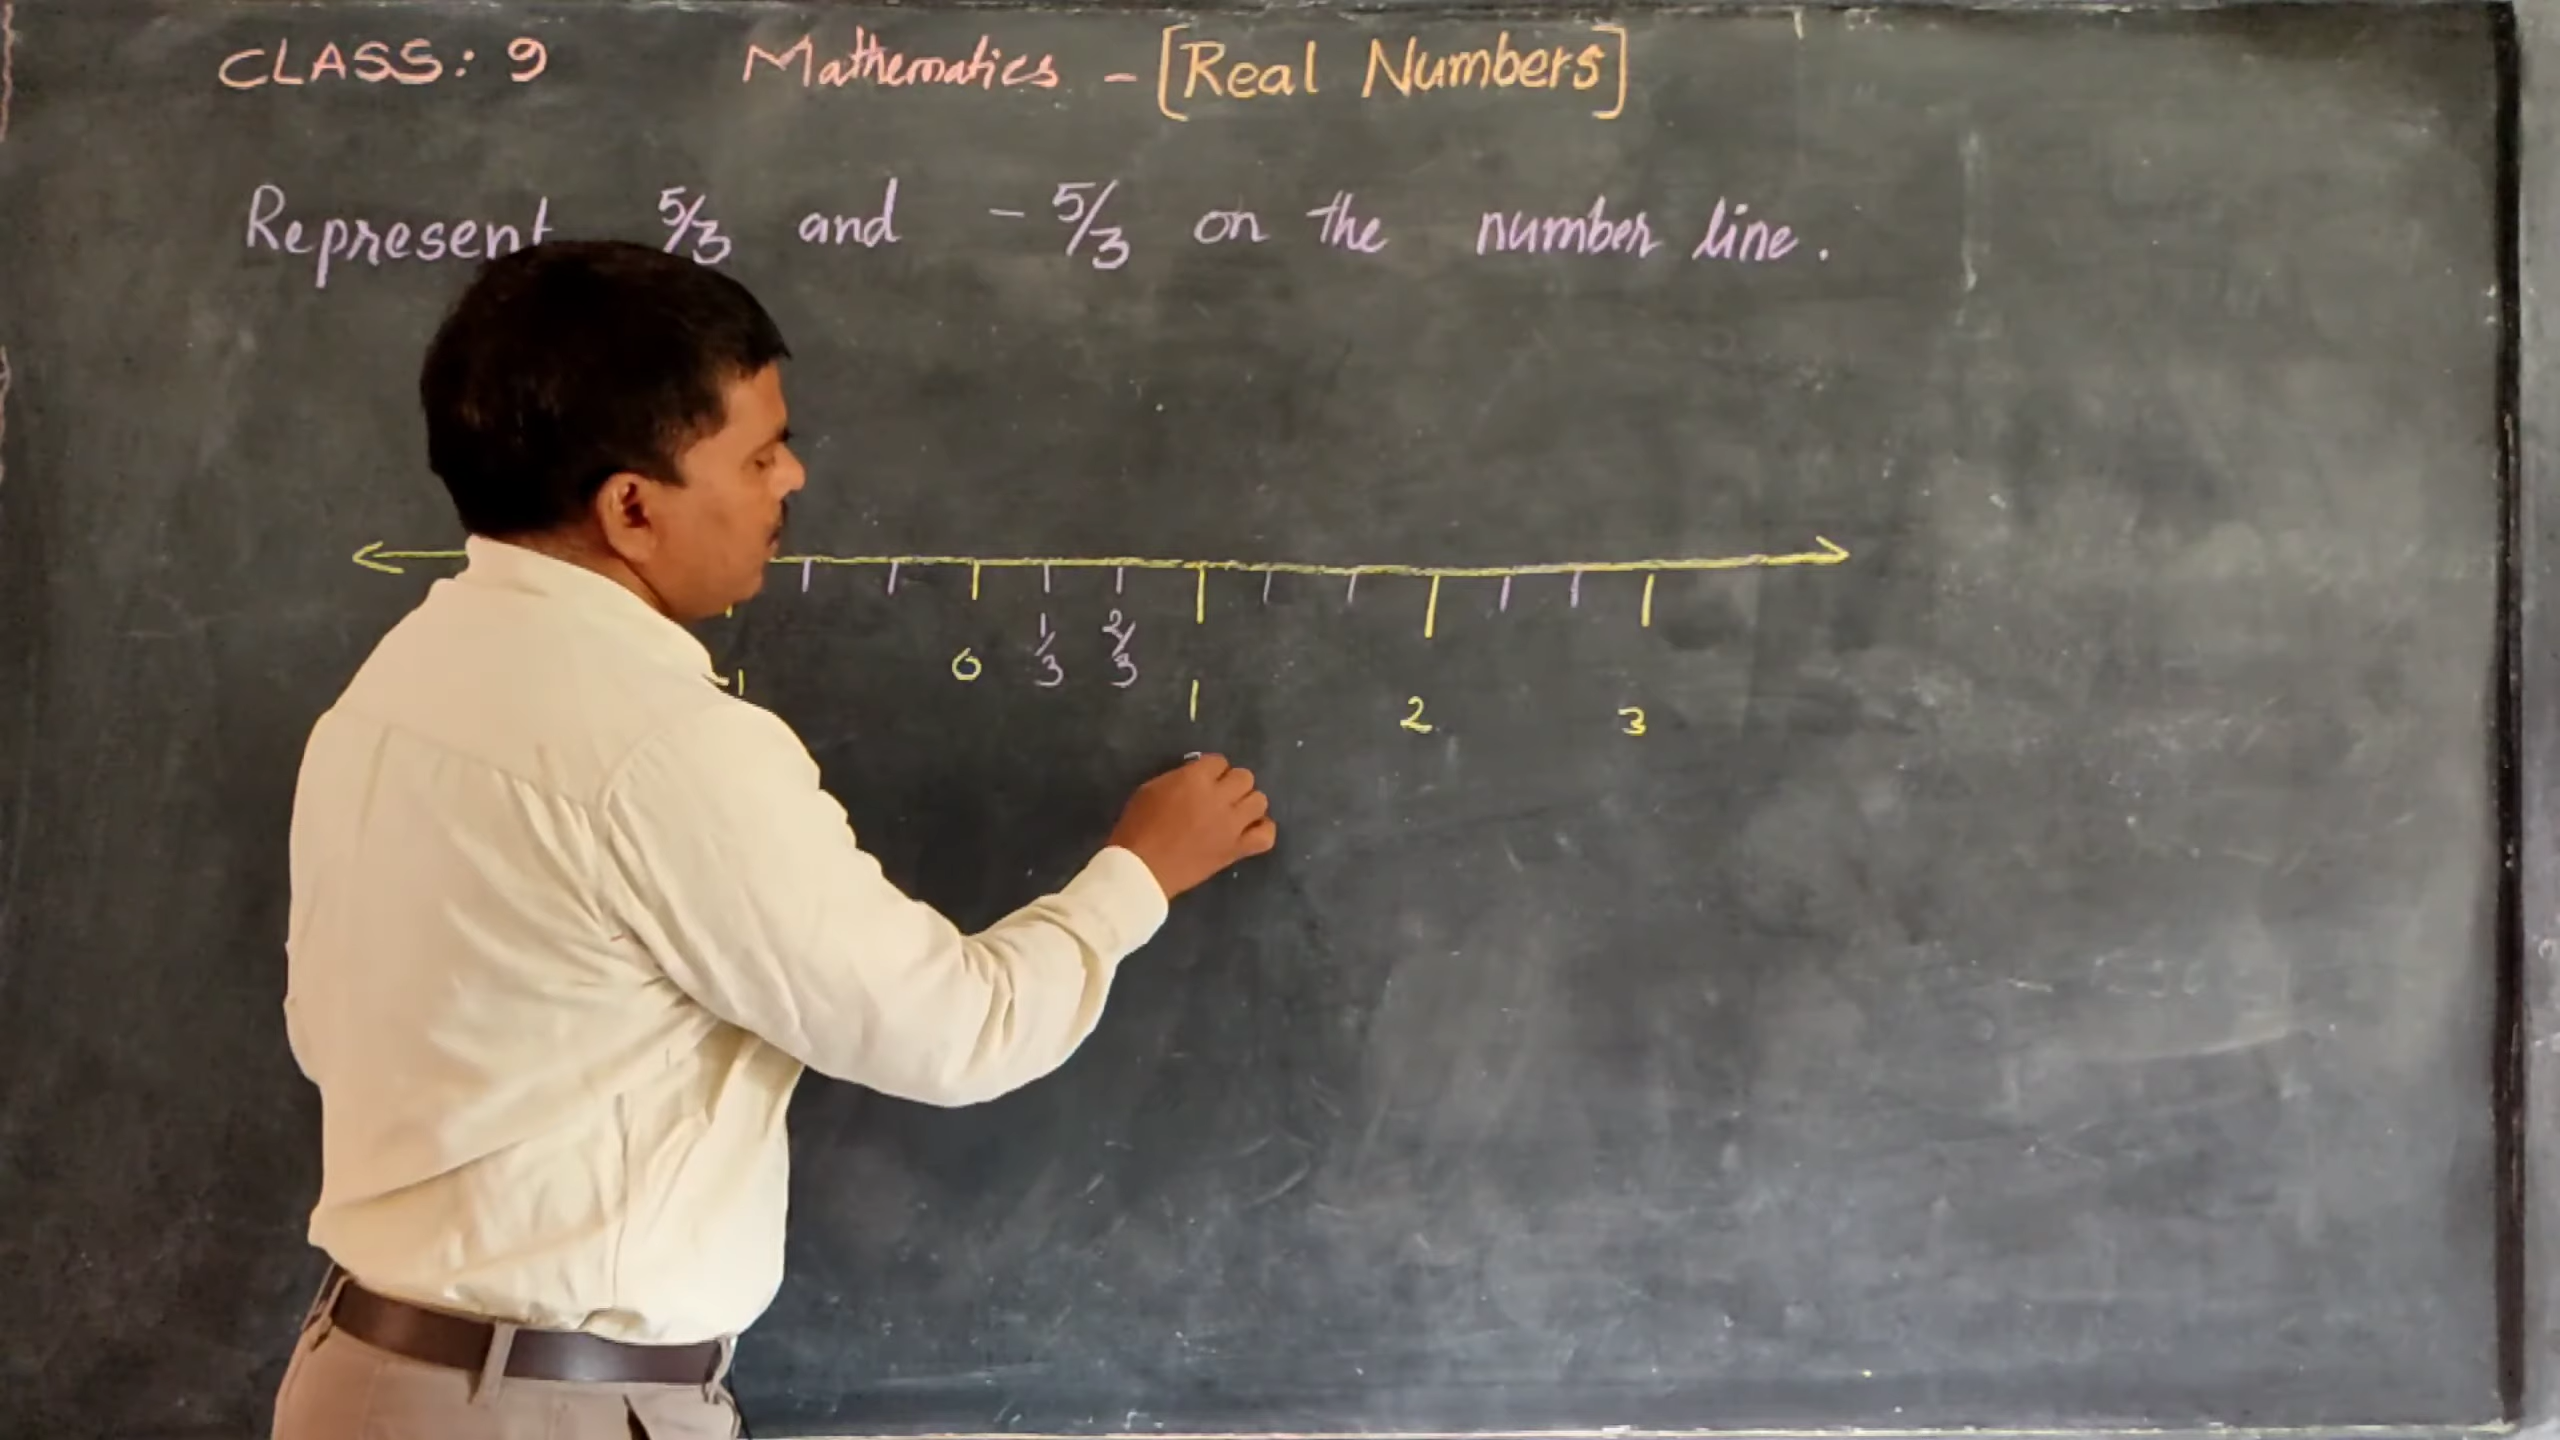 CLASS: 9 Mathematics - [Real Numbers]
Represent 5/3 and - 5/3 on the number line.
-1 0 1/3 2/3 1 2 3